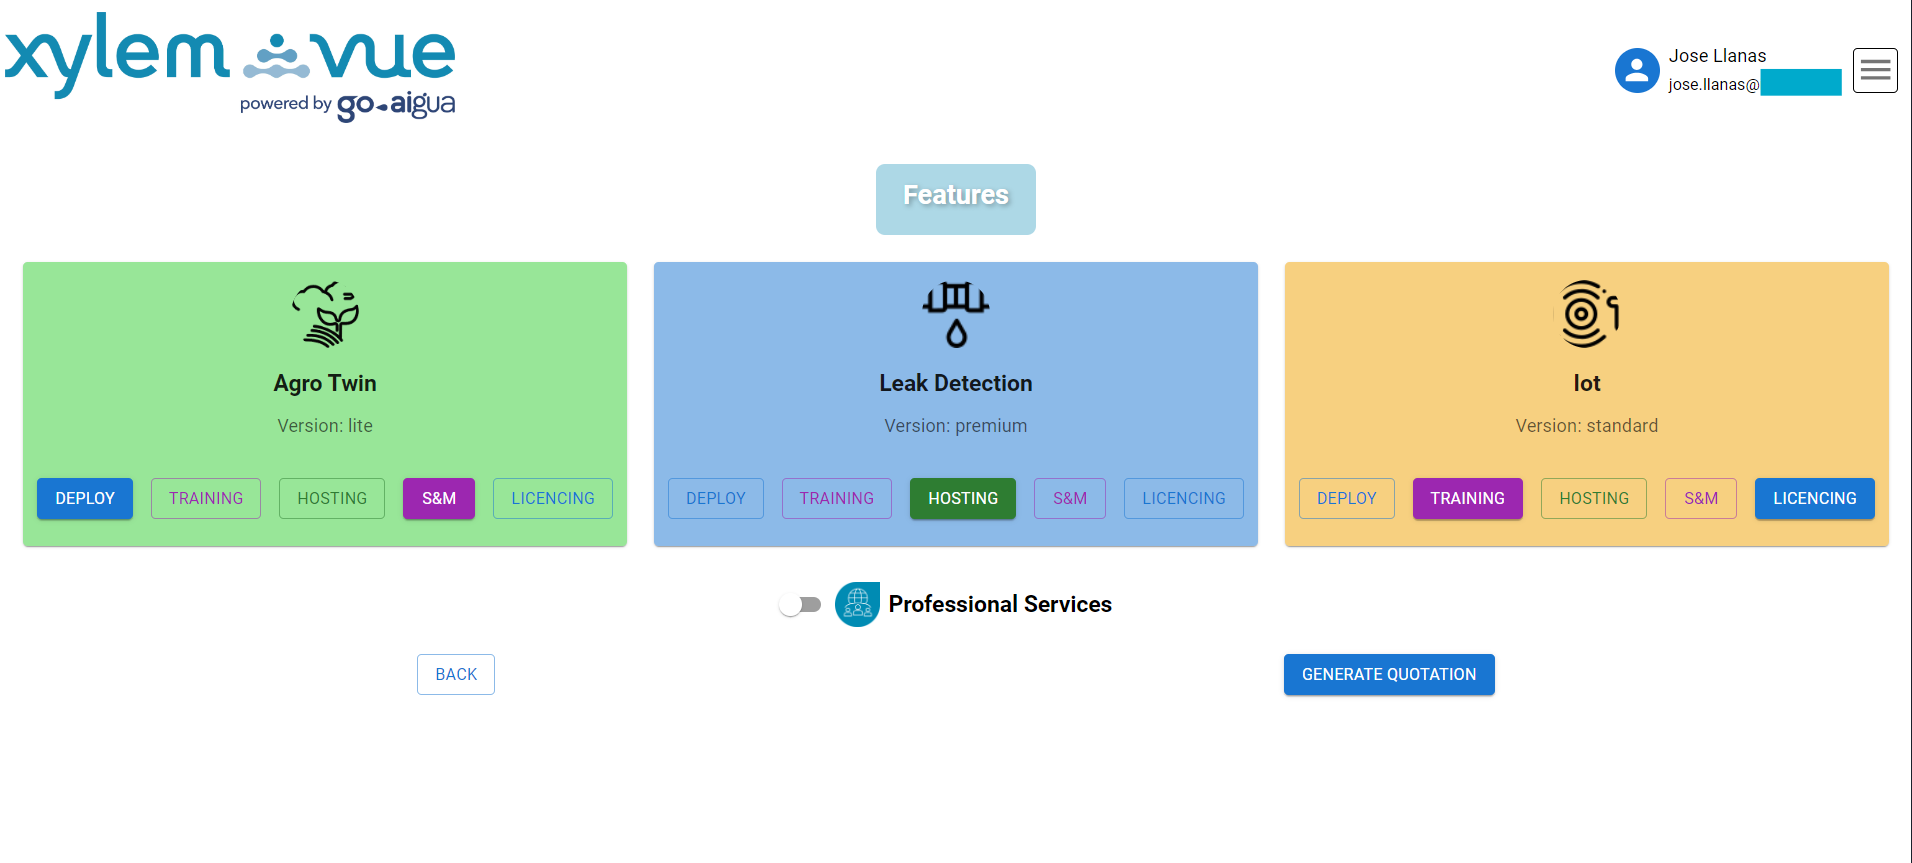 xylem vue
powered by go-aigua
Jose Llanas
jose.llanas@
Features
Agro Twin
Version: lite
DEPLOY TRAINING HOSTING S&M LICENCING
Leak Detection
Version: premium
DEPLOY TRAINING HOSTING S&M LICENCING
Iot
Version: standard
DEPLOY TRAINING HOSTING S&M LICENCING
Professional Services
BACK GENERATE QUOTATION